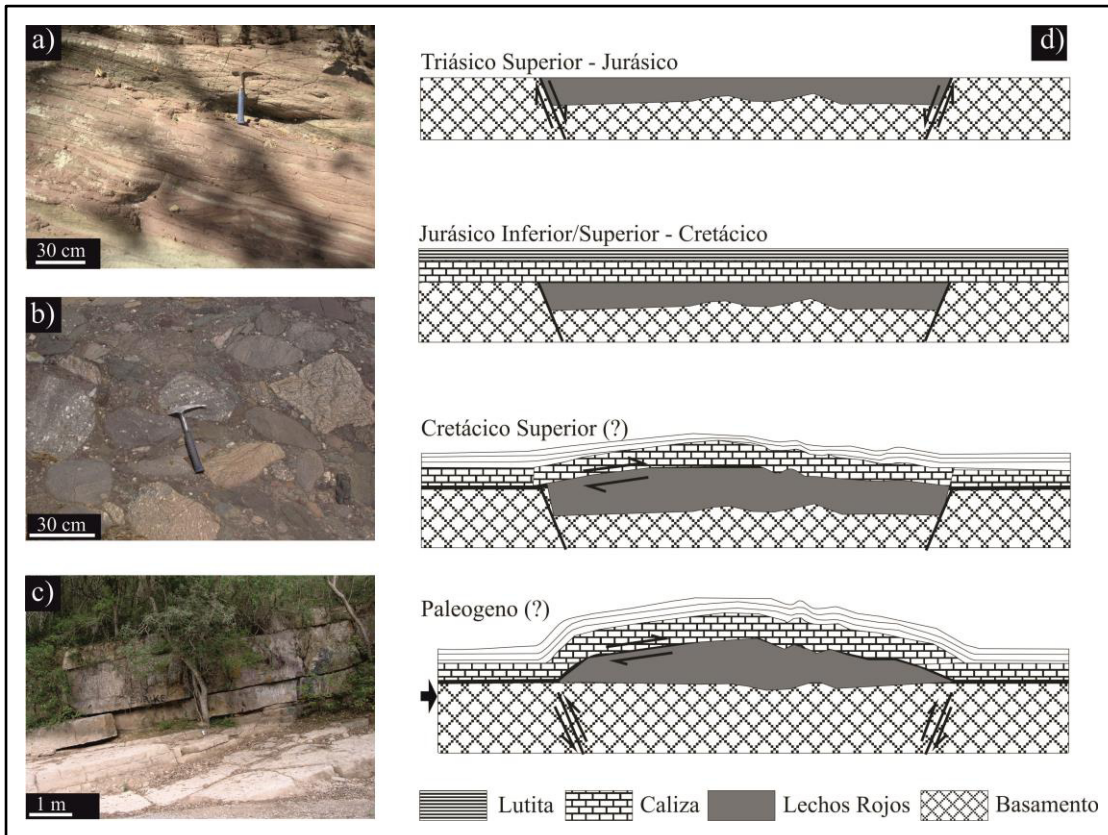 a)
30 cm
b)
30 cm
c)
1 m
d)
Triásico Superior - Jurásico
Jurásico Inferior/Superior - Cretácico
Cretácico Superior (?)
Paleogeno (?)
Lutita Caliza Lechos Rojos Basamento